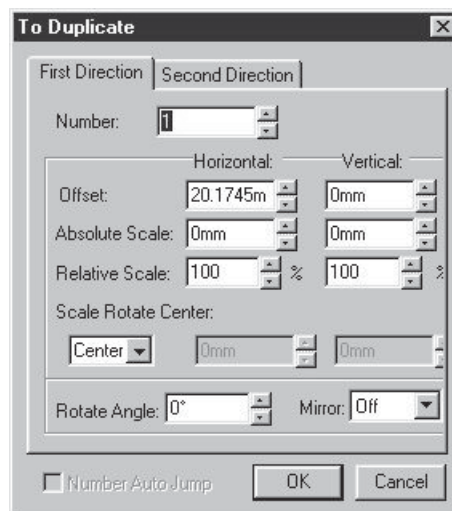 To Duplicate
First Direction Second Direction
Number: 1
Horizontal: Vertical:
Offset: 20.1745m 0mm
Absolute Scale: 0mm 0mm
Relative Scale: 100 % 100 %
Scale Rotate Center:
Center 0mm 0mm
Rotate Angle: 0° Mirror: Off
Number Auto Jump OK Cancel